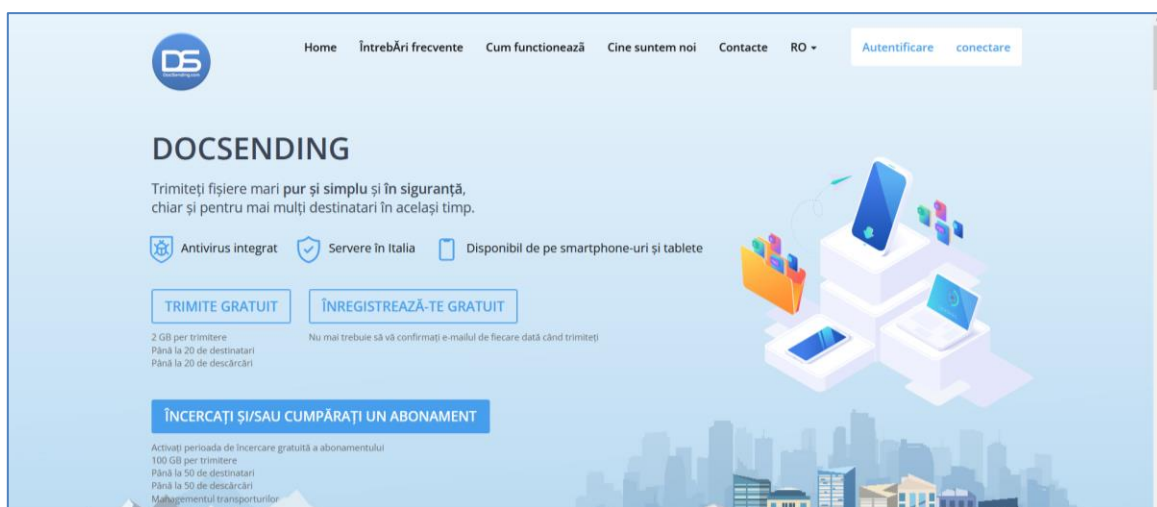 Home Întrebări frecvente Cum functionează Cine suntem noi Contacte RO Autentificare conectare
DS
DocSending.com
DOCSENDING
Trimiteți fișiere mari pur și simplu și în siguranță,
chiar și pentru mai mulți destinatari în același timp.
Antivirus integrat Servere în Italia Disponibil de pe smartphone-uri și tablete
TRIMITE GRATUIT ÎNREGISTREAZĂ-TE GRATUIT
2 GB per trimitere
Până la 20 de destinatari
Până la 20 de descărcări
Nu mai trebuie să vă confirmați e-mailul de fiecare dată când trimiteți
ÎNCERCAȚI ȘI/SAU CUMPĂRAȚI UN ABONAMENT
Activați perioada de încercare gratuită a abonamentului
100 GB per trimitere
Până la 50 de destinatari
Până la 50 de descărcări
Managementul transporturilor